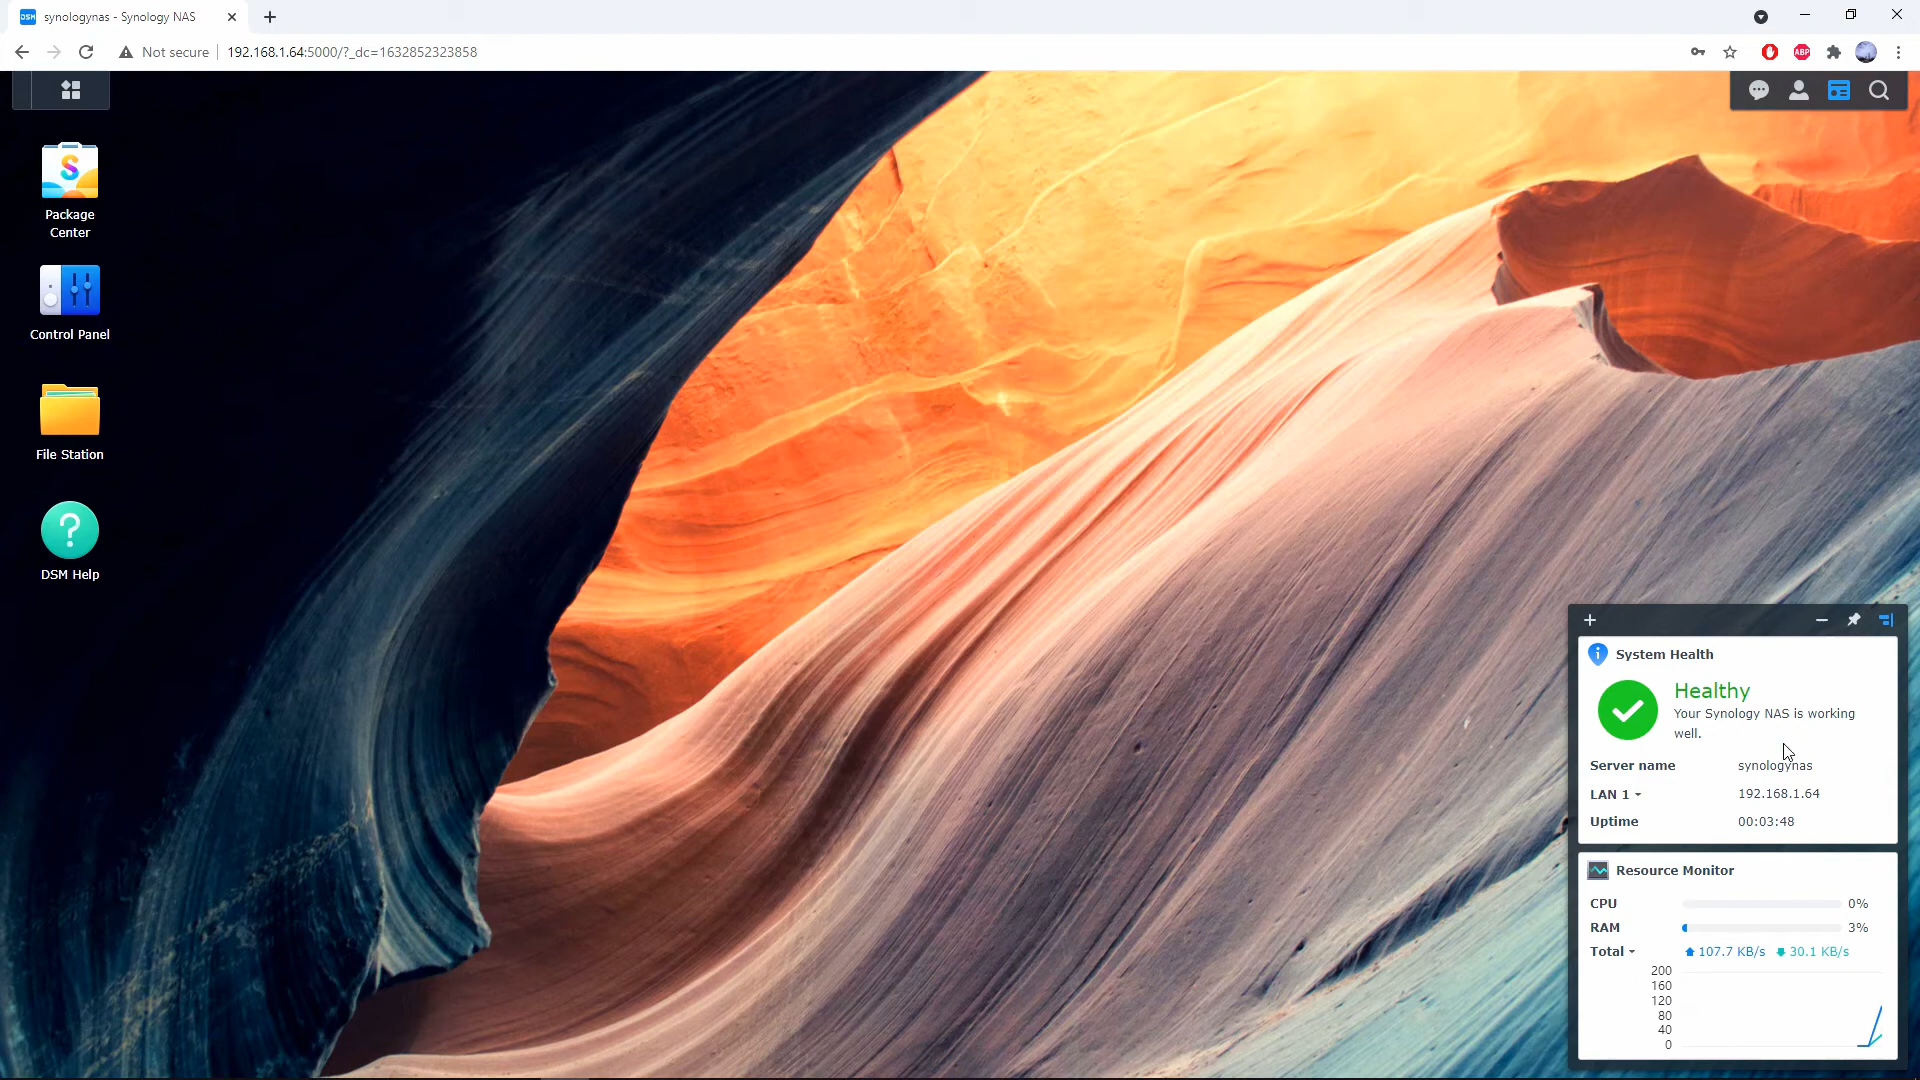 synologynas - Synology NAS
Not secure
192.168.1.64:5000/?_dc=1632852323858
ABP
Package
Center
Control Panel
File Station
DSM Help
System Health
Healthy
Your Synology NAS is working
well.
Server name synologynas
LAN 1 192.168.1.64
Uptime 00:03:48
Resource Monitor
CPU 0%
RAM 3%
Total 107.7 KB/s 30.1 KB/s
200
160
120
80
40
0